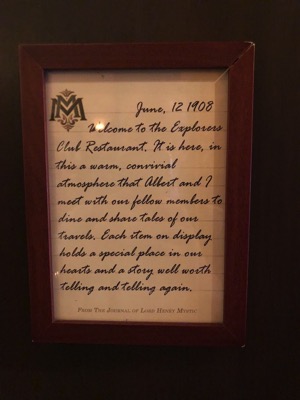 MM
June, 12 1908
Welcome to the Explorers
Club Restaurant. It is here, in
this a warm, convivial
atmosphere that Albert and I
meet with our fellow members to
dine and share tales of our
travels. Each item on display
holds a special place in our
hearts and a story well worth
telling and telling again.
From The Journal of Lord Henry Mystic